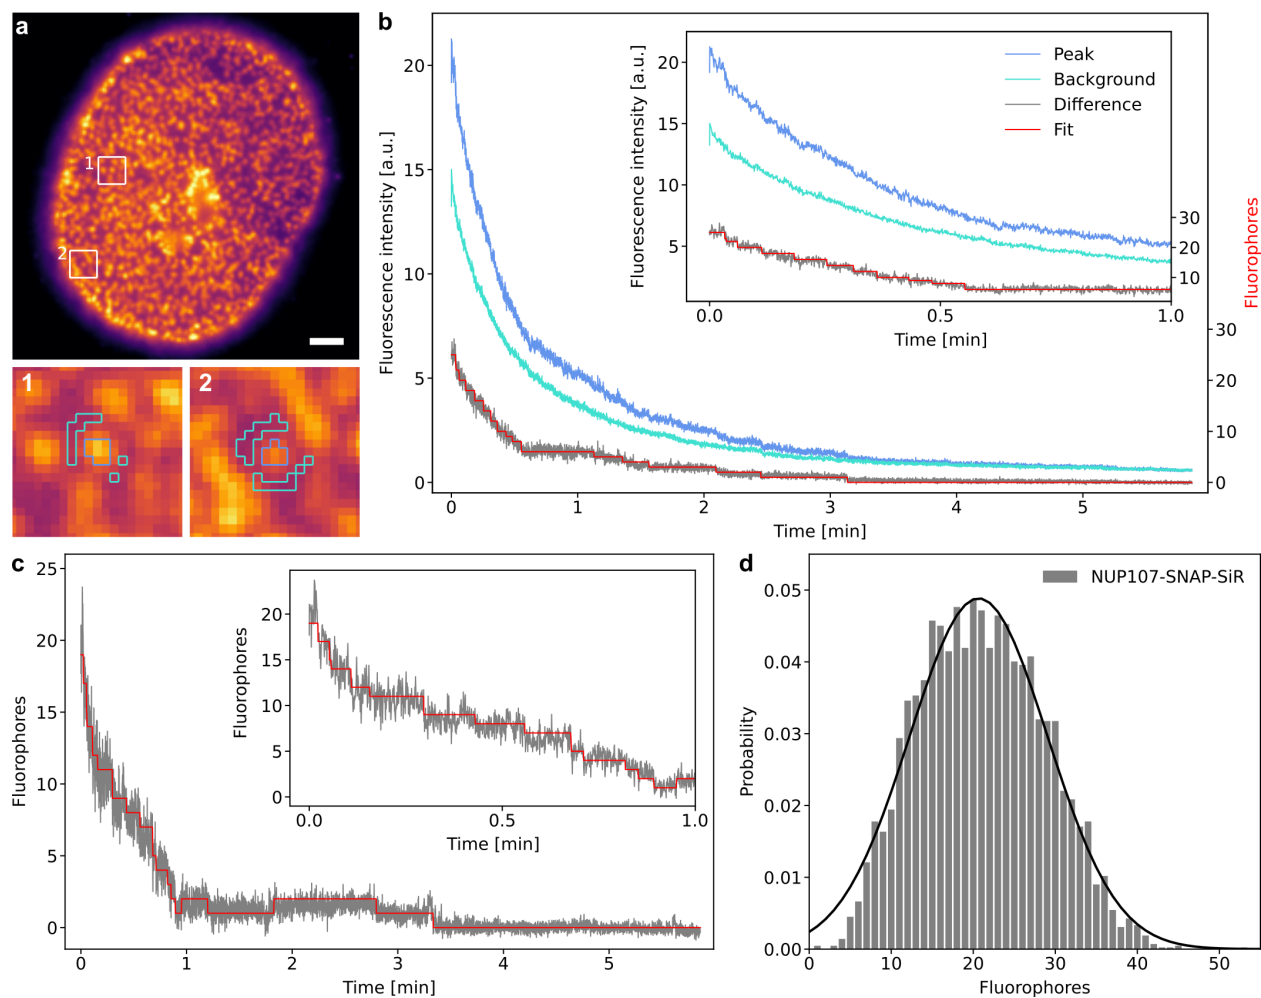 a
1
2
1
2
b
Fluorescence intensity [a.u.]
20
15
10
5
0
0 1 2 3 4 5
Time [min]
30
20
10
0
Fluorophores
Fluorescence intensity [a.u.]
20
15
10
5
Peak
Background
Difference
Fit
30
20
10
0.0 0.5 1.0
Time [min]
c
Fluorophores
25
20
15
10
5
0
0 1 2 3 4 5
Time [min]
Fluorophores
20
15
10
5
0
0.0 0.5 1.0
Time [min]
d
NUP107-SNAP-SiR
Probability
0.05
0.04
0.03
0.02
0.01
0.00
0 10 20 30 40 50
Fluorophores